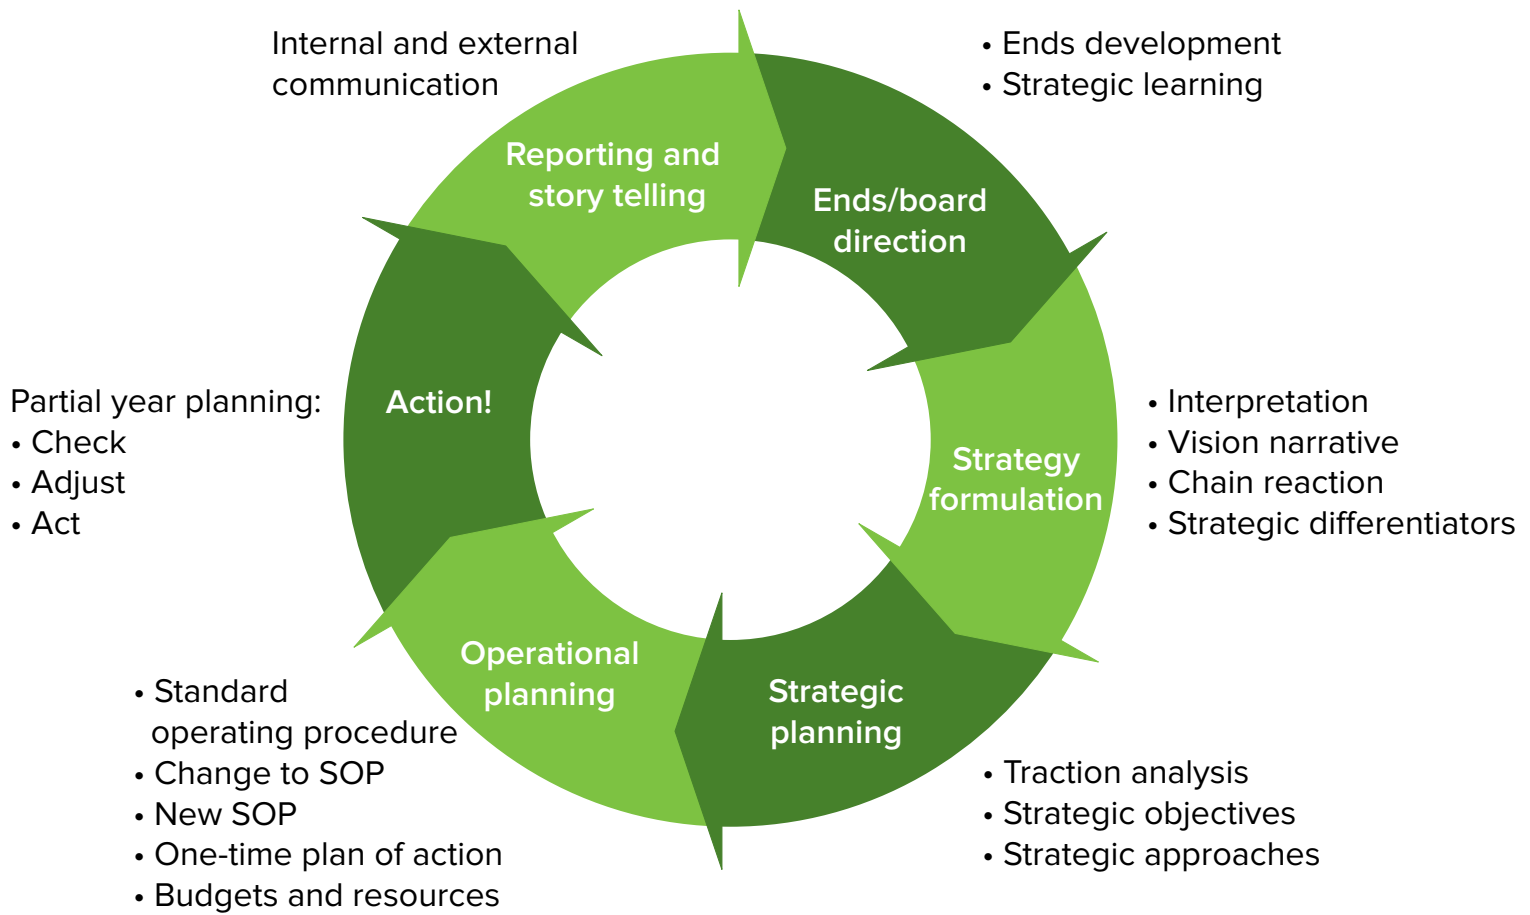 Internal and external
communication
• Ends development
• Strategic learning
Reporting and
story telling
Ends/board
direction
Action!
Partial year planning:
• Check
• Adjust
• Act
Strategy
formulation
• Interpretation
• Vision narrative
• Chain reaction
• Strategic differentiators
Operational
planning
Strategic
planning
• Standard
operating procedure
• Change to SOP
• New SOP
• One-time plan of action
• Budgets and resources
• Traction analysis
• Strategic objectives
• Strategic approaches